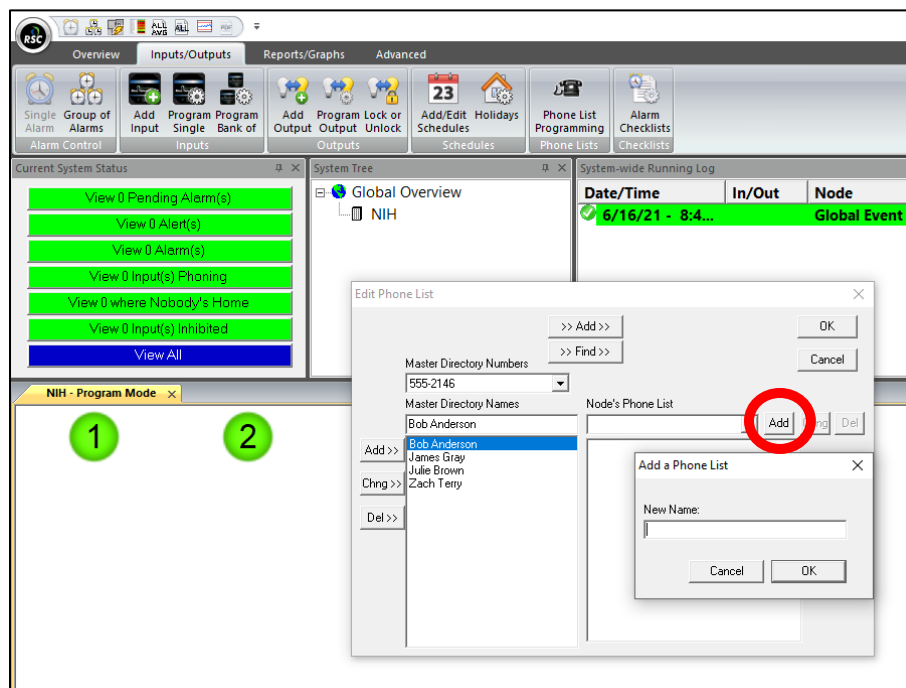 RSC
ALL AVG
ALL
PDF
Overview Inputs/Outputs Reports/Graphs Advanced
Single Alarm
Group of Alarms
Add Input
Program Single
Program Bank of
Add Output
Program Output
Lock or Unlock
23
Add/Edit Schedules
Holidays
Phone List Programming
Alarm Checklists
Alarm Control Inputs Outputs Schedules Phone Lists Checklists
Current System Status
View 0 Pending Alarm(s)
View 0 Alert(s)
View 0 Alarm(s)
View 0 Input(s) Phoning
View 0 where Nobody's Home
View 0 Input(s) Inhibited
View All
System Tree
Global Overview
NIH
System-wide Running Log
Date/Time In/Out Node
6/16/21 - 8:4... Global Event
NIH - Program Mode
1 2
Edit Phone List
>> Add >>
>> Find >>
OK
Cancel
Master Directory Numbers
555-2146
Master Directory Names
Bob Anderson
Bob Anderson
James Gray
Julie Brown
Zach Terry
Add >>
Chng >>
Del >>
Node's Phone List
Add Del
Add a Phone List
New Name:
Cancel OK